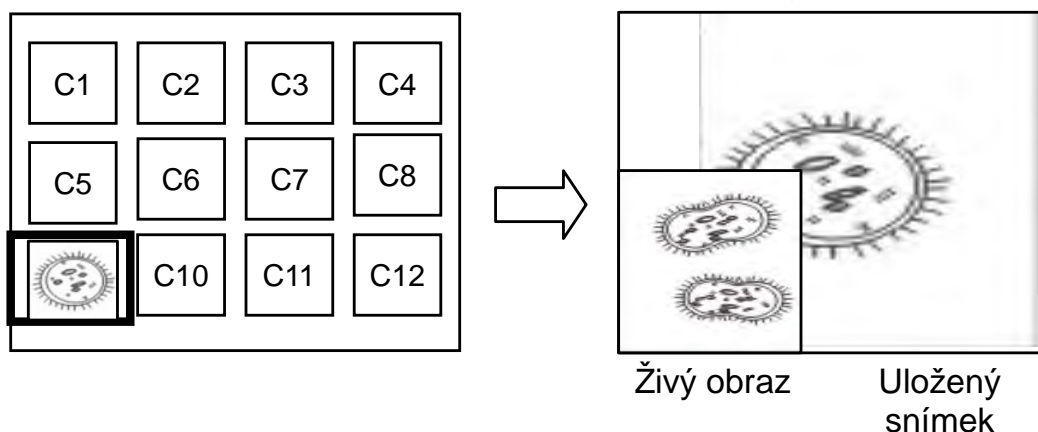 C1 C2 C3 C4
C5 C6 C7 C8
C10 C11 C12
Živý obraz
Uložený
snímek